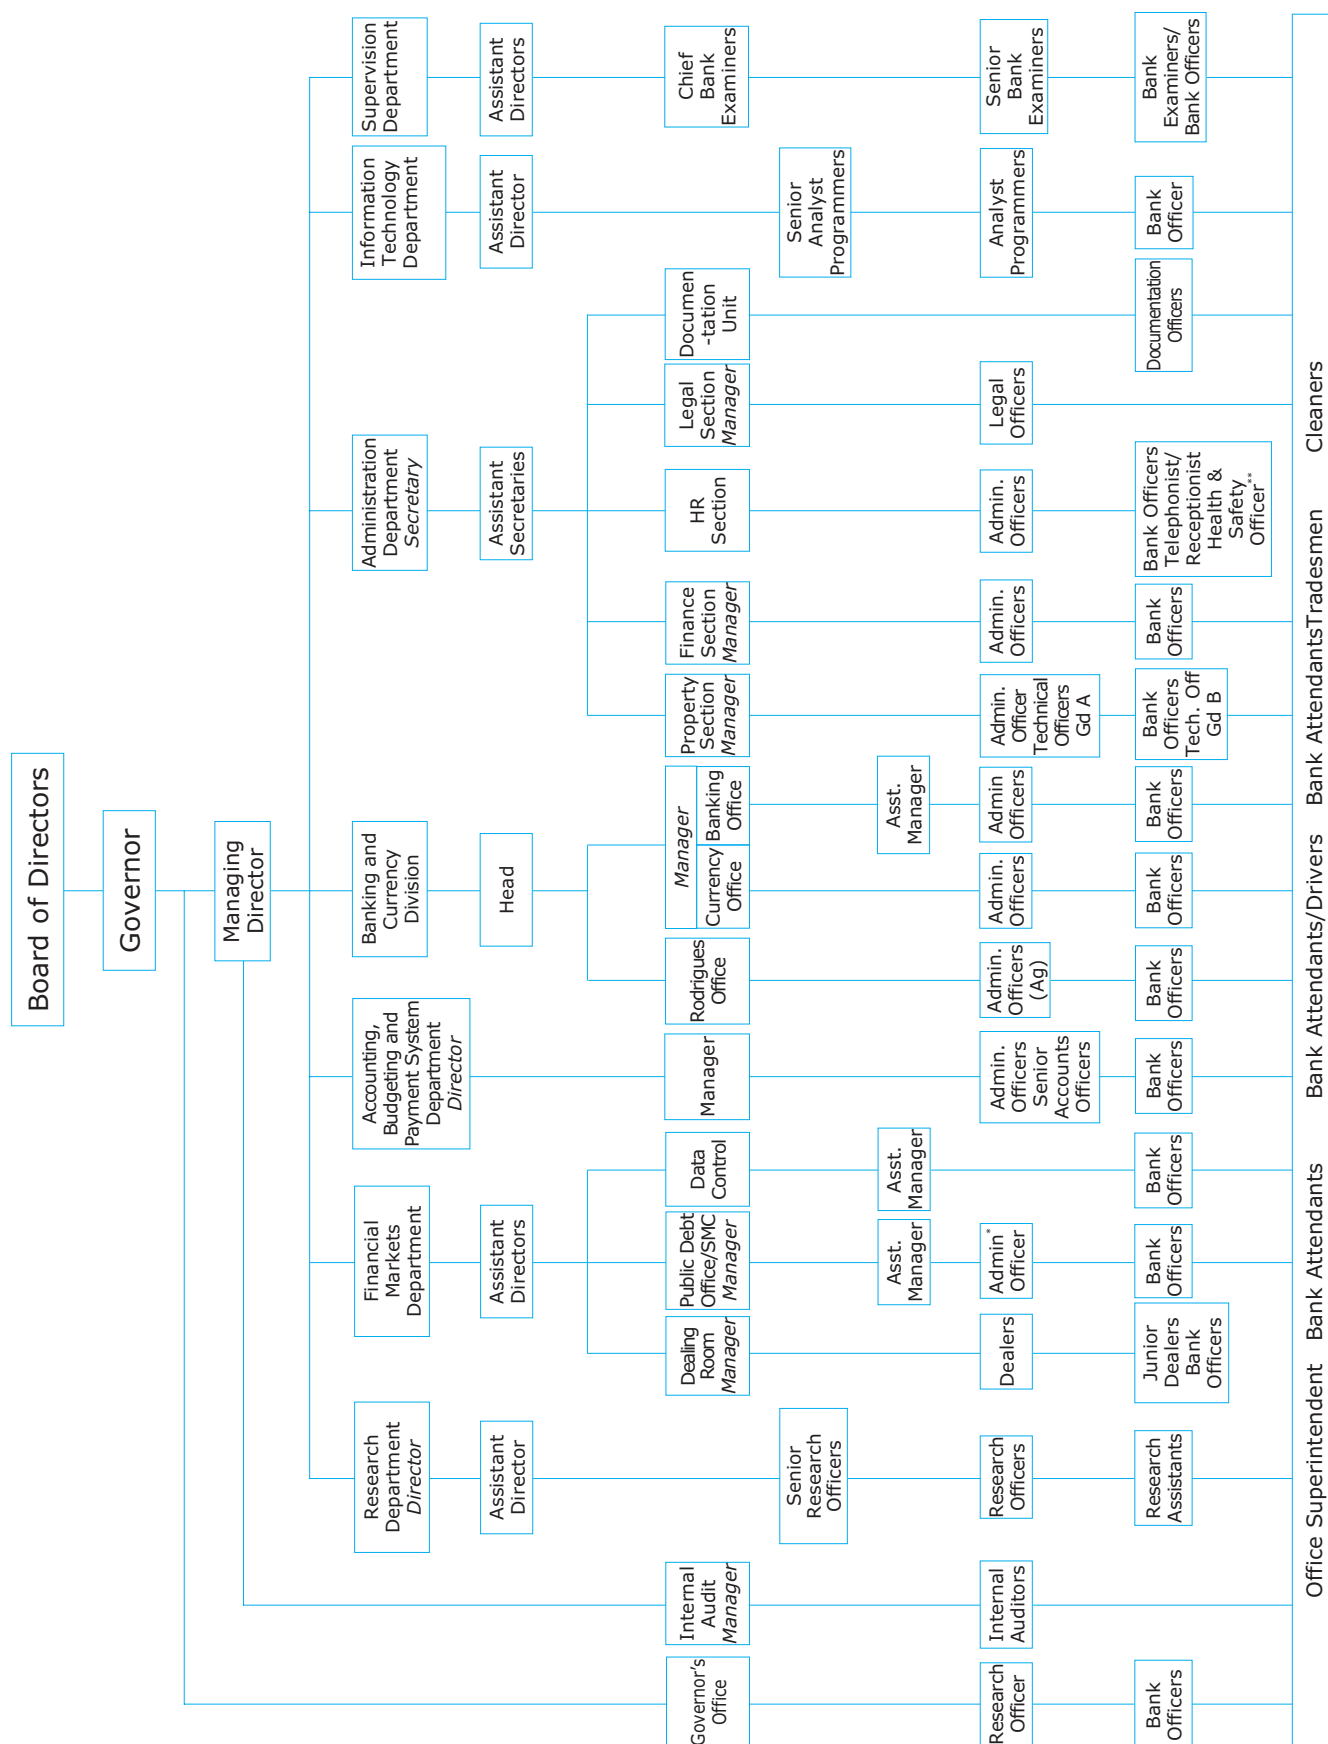 Board of Directors
Governor
Managing
Director
Research
Department
Director
Financial
Markets
Department
Accounting,
Budgeting and
Payment System
Department
Director
Banking and
Currency
Division
Administration
Department
Secretary
Information
Technology
Department
Supervision
Department
Assistant
Director
Assistant
Directors
Head
Assistant
Secretaries
Assistant
Director
Assistant
Directors
Governor's
Office
Internal
Audit
Manager
Dealing
Room
Manager
Public Debt
Office/SMC
Manager
Data
Control
Manager
Rodrigues
Office
Manager
Currency
Office
Banking
Office
Property
Section
Manager
Finance
Section
Manager
HR
Section
Legal
Section
Manager
Documen
-tation
Unit
Chief
Bank
Examiners
Senior
Research
Officers
Senior
Analyst
Programmers
Asst.
Manager
Asst.
Manager
Asst.
Manager
Research
Officer
Internal
Auditors
Research
Officers
Dealers
Admin*
Officer
Admin.
Officers
Senior
Accounts
Officers
Admin.
Officers
(Ag)
Admin.
Officers
Admin
Officers
Admin.
Officer
Technical
Officers
Gd A
Admin.
Officers
Admin.
Officers
Legal
Officers
Analyst
Programmers
Senior
Bank
Examiners
Bank
Officers
Research
Assistants
Junior
Dealers
Bank
Officers
Bank
Officers
Bank
Officers
Bank
Officers
Bank
Officers
Bank
Officers
Bank
Officers
Bank
Officers
Tech. Off
Gd B
Bank
Officers
Bank Officers
Telephonist/
Receptionist
Health &
Safety
Officer**
Documentation
Officers
Bank
Officer
Bank
Examiners/
Bank Officers
Office Superintendent Bank Attendants Bank Attendants/Drivers Bank AttendantsTradesmen Cleaners